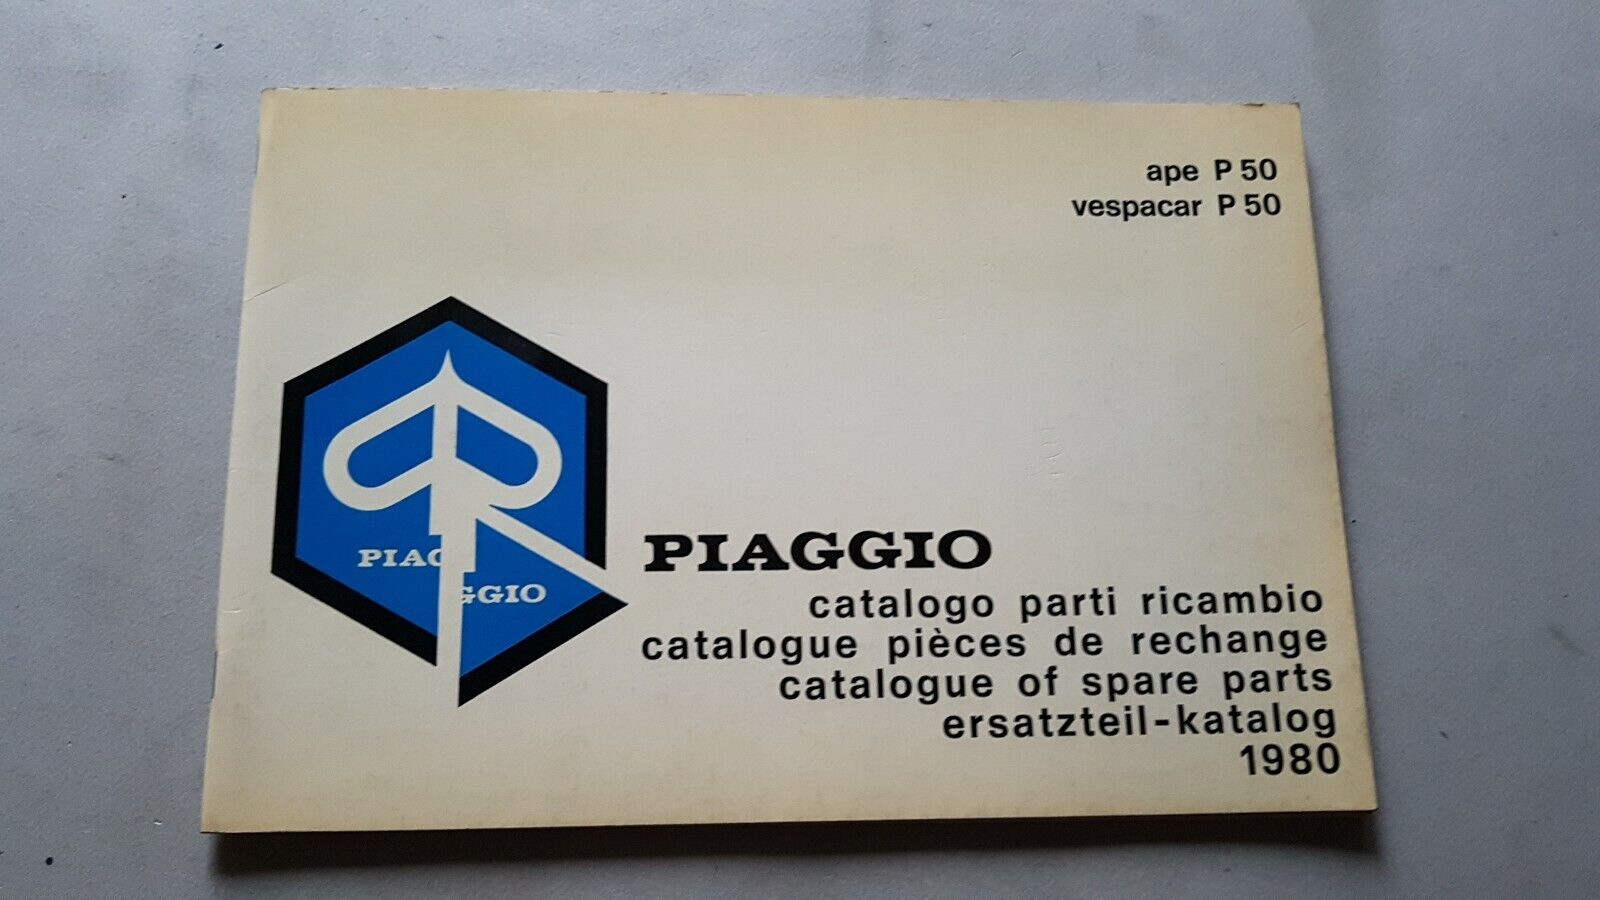 ape P 50
vespacar P 50
PIAGGIO
PIAGGIO
catalogo parti ricambio
catalogue pièces de rechange
catalogue of spare parts
ersatzteil-katalog
1980